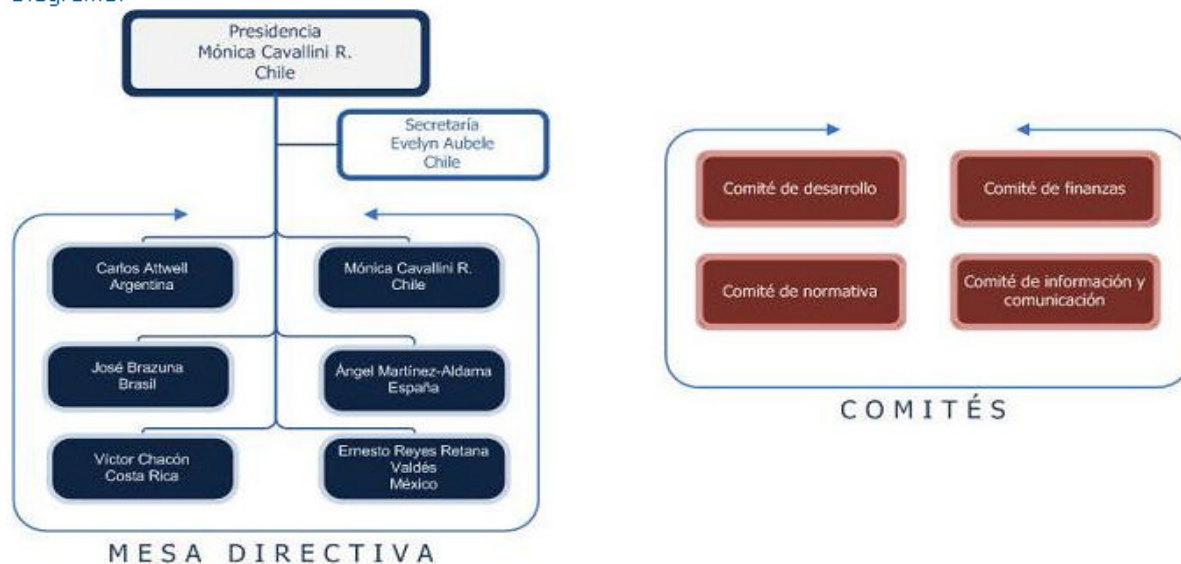 Diagrama:
Presidencia
Mónica Cavallini R.
Chile
Secretaría
Evelyn Aubele
Chile
Carlos Attwell
Argentina
Mónica Cavallini R.
Chile
José Brazuna
Brasil
Ángel Martínez-Aldama
España
Víctor Chacón
Costa Rica
Ernesto Reyes Retana
Valdés
México
MESA DIRECTIVA
Comité de desarrollo
Comité de finanzas
Comité de normativa
Comité de información y
comunicación
COMITÉS